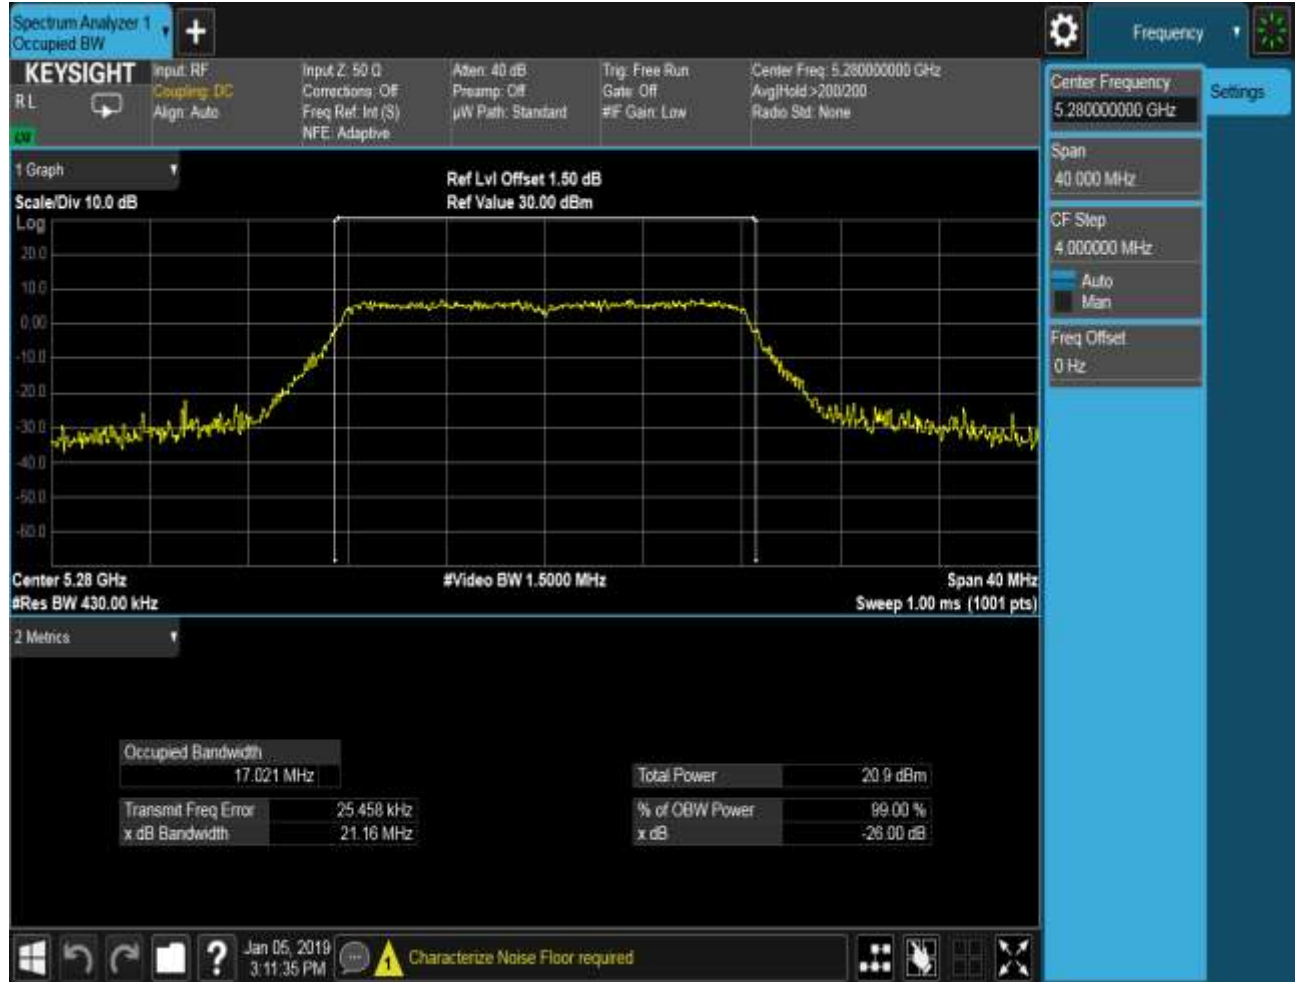 Spectrum Analyzer 1
Occupied BW
Frequency
KEYSIGHT
R L
Input: RF
Coupling: DC
Align: Auto
Input Z: 50 Ω
Corrections: Off
Freq Ref: Int (S)
NFE: Adaptive
Atten: 40 dB
Preamp: Off
µW Path: Standard
Trig: Free Run
Gate: Off
#IF Gain: Low
Center Freq: 5.280000000 GHz
Avg|Hold:>200/200
Radio Std: None
Center Frequency
5.280000000 GHz
Settings
Span
40.000 MHz
CF Step
4.000000 MHz
Auto
Man
Freq Offset
0 Hz
1 Graph
Scale/Div 10.0 dB
Ref Lvl Offset 1.50 dB
Ref Value 30.00 dBm
Log
20.0
10.0
0.00
-10.0
-20.0
-30.0
-40.0
-50.0
-60.0
Center 5.28 GHz
#Video BW 1.5000 MHz
Span 40 MHz
#Res BW 430.00 kHz
Sweep 1.00 ms (1001 pts)
2 Metrics
Occupied Bandwidth
17.021 MHz
Total Power 20.9 dBm
Transmit Freq Error 25.458 kHz
% of OBW Power 99.00 %
x dB Bandwidth 21.16 MHz
x dB -26.00 dB
?
Jan 05, 2019
3:11:35 PM
1
Characterize Noise Floor required